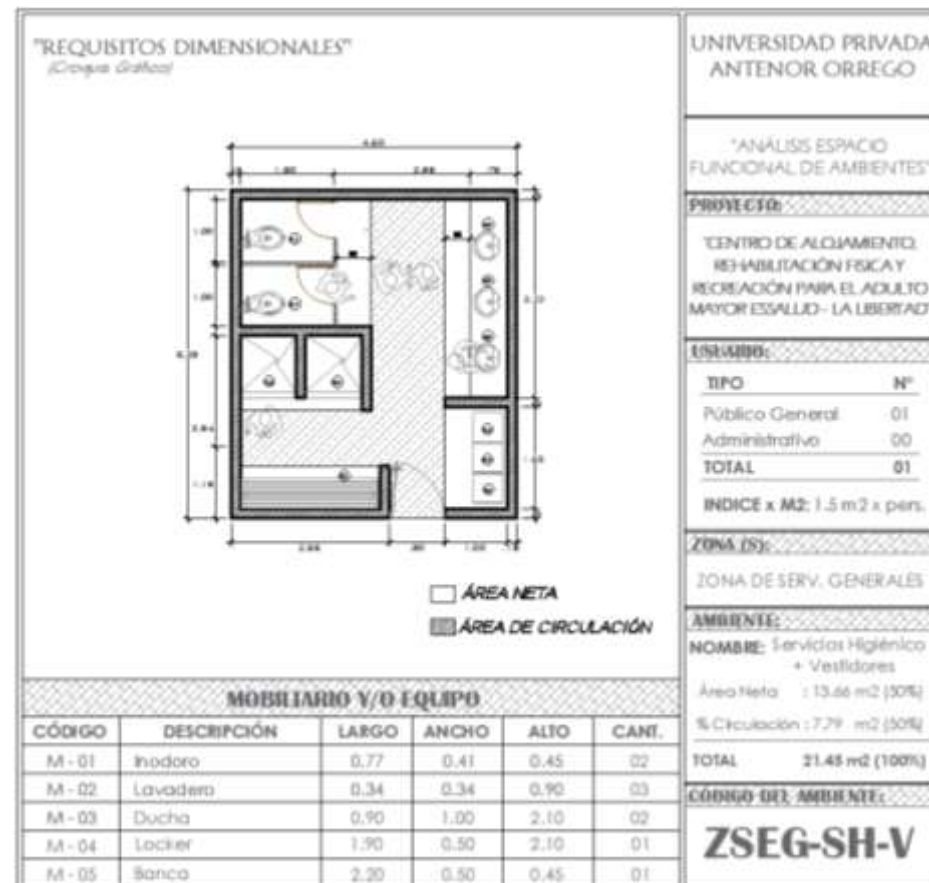 "REQUISITOS DIMENSIONALES"
(Croquis Gráfico)
4.60
ÁREA NETA
ÁREA DE CIRCULACIÓN
MOBILIARIO Y/O EQUIPO
CÓDIGO DESCRIPCIÓN LARGO ANCHO ALTO CANT.
M - 01 Inodoro 0.77 0.41 0.45 02
M - 02 Lavadero 0.34 0.34 0.90 03
M - 03 Ducha 0.90 1.00 2.10 02
M - 04 Locker 1.90 0.50 2.10 01
M - 05 Banca 2.20 0.50 0.45 01
UNIVERSIDAD PRIVADA
ANTENOR ORREGO
"ANÁLISIS ESPACIO
FUNCIONAL DE AMBIENTES"
PROYECTO:
"CENTRO DE ALOJAMIENTO,
REHABILITACIÓN FISICA Y
RECREACIÓN PARA EL ADULTO
MAYOR ESSALUD - LA LIBERTAD"
USUARIO:
TIPO N°
Público General 01
Administrativo 00
TOTAL 01
INDICE x M2: 1.5 m2 x pers.
ZONA (S):
ZONA DE SERV. GENERALES
AMBIENTE:
NOMBRE: Servicios Higiénico
+ Vestidores
Área Neta : 13.66 m2 (50%)
% Circulación : 7.79 m2 (50%)
TOTAL 21.45 m2 (100%)
CÓDIGO DEL AMBIENTE:
ZSEG-SH-V